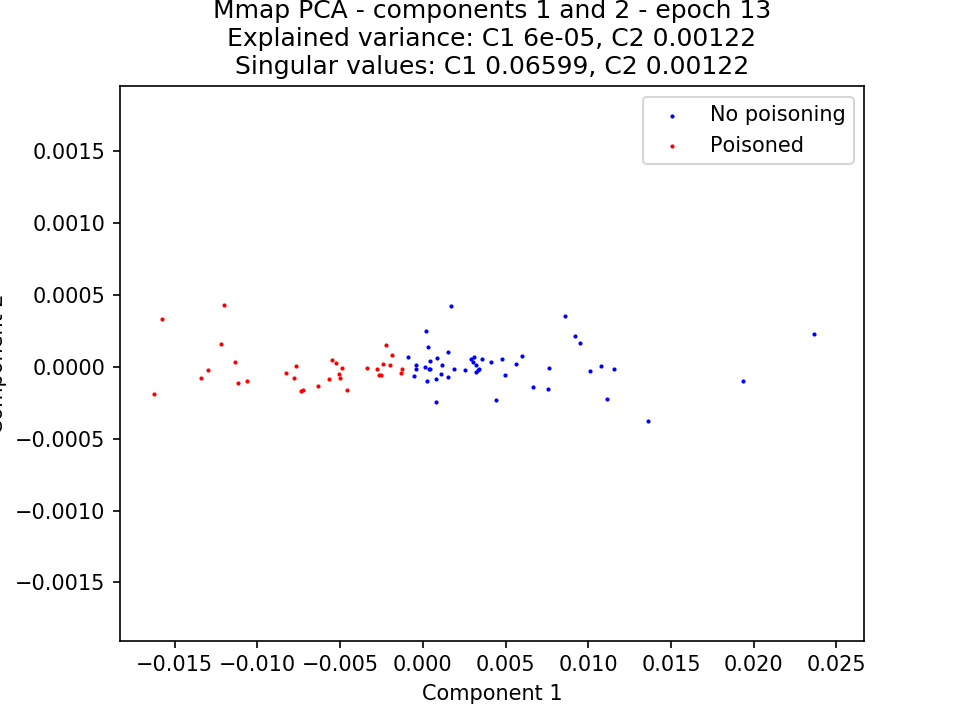 Mmap PCA - components 1 and 2 - epoch 13
Explained variance: C1 6e-05, C2 0.00122
Singular values: C1 0.06599, C2 0.00122
No poisoning
Poisoned
0.0015
0.0010
0.0005
0.0000
−0.0005
−0.0010
−0.0015
−0.015 −0.010 −0.005 0.000 0.005 0.010 0.015 0.020 0.025
Component 1